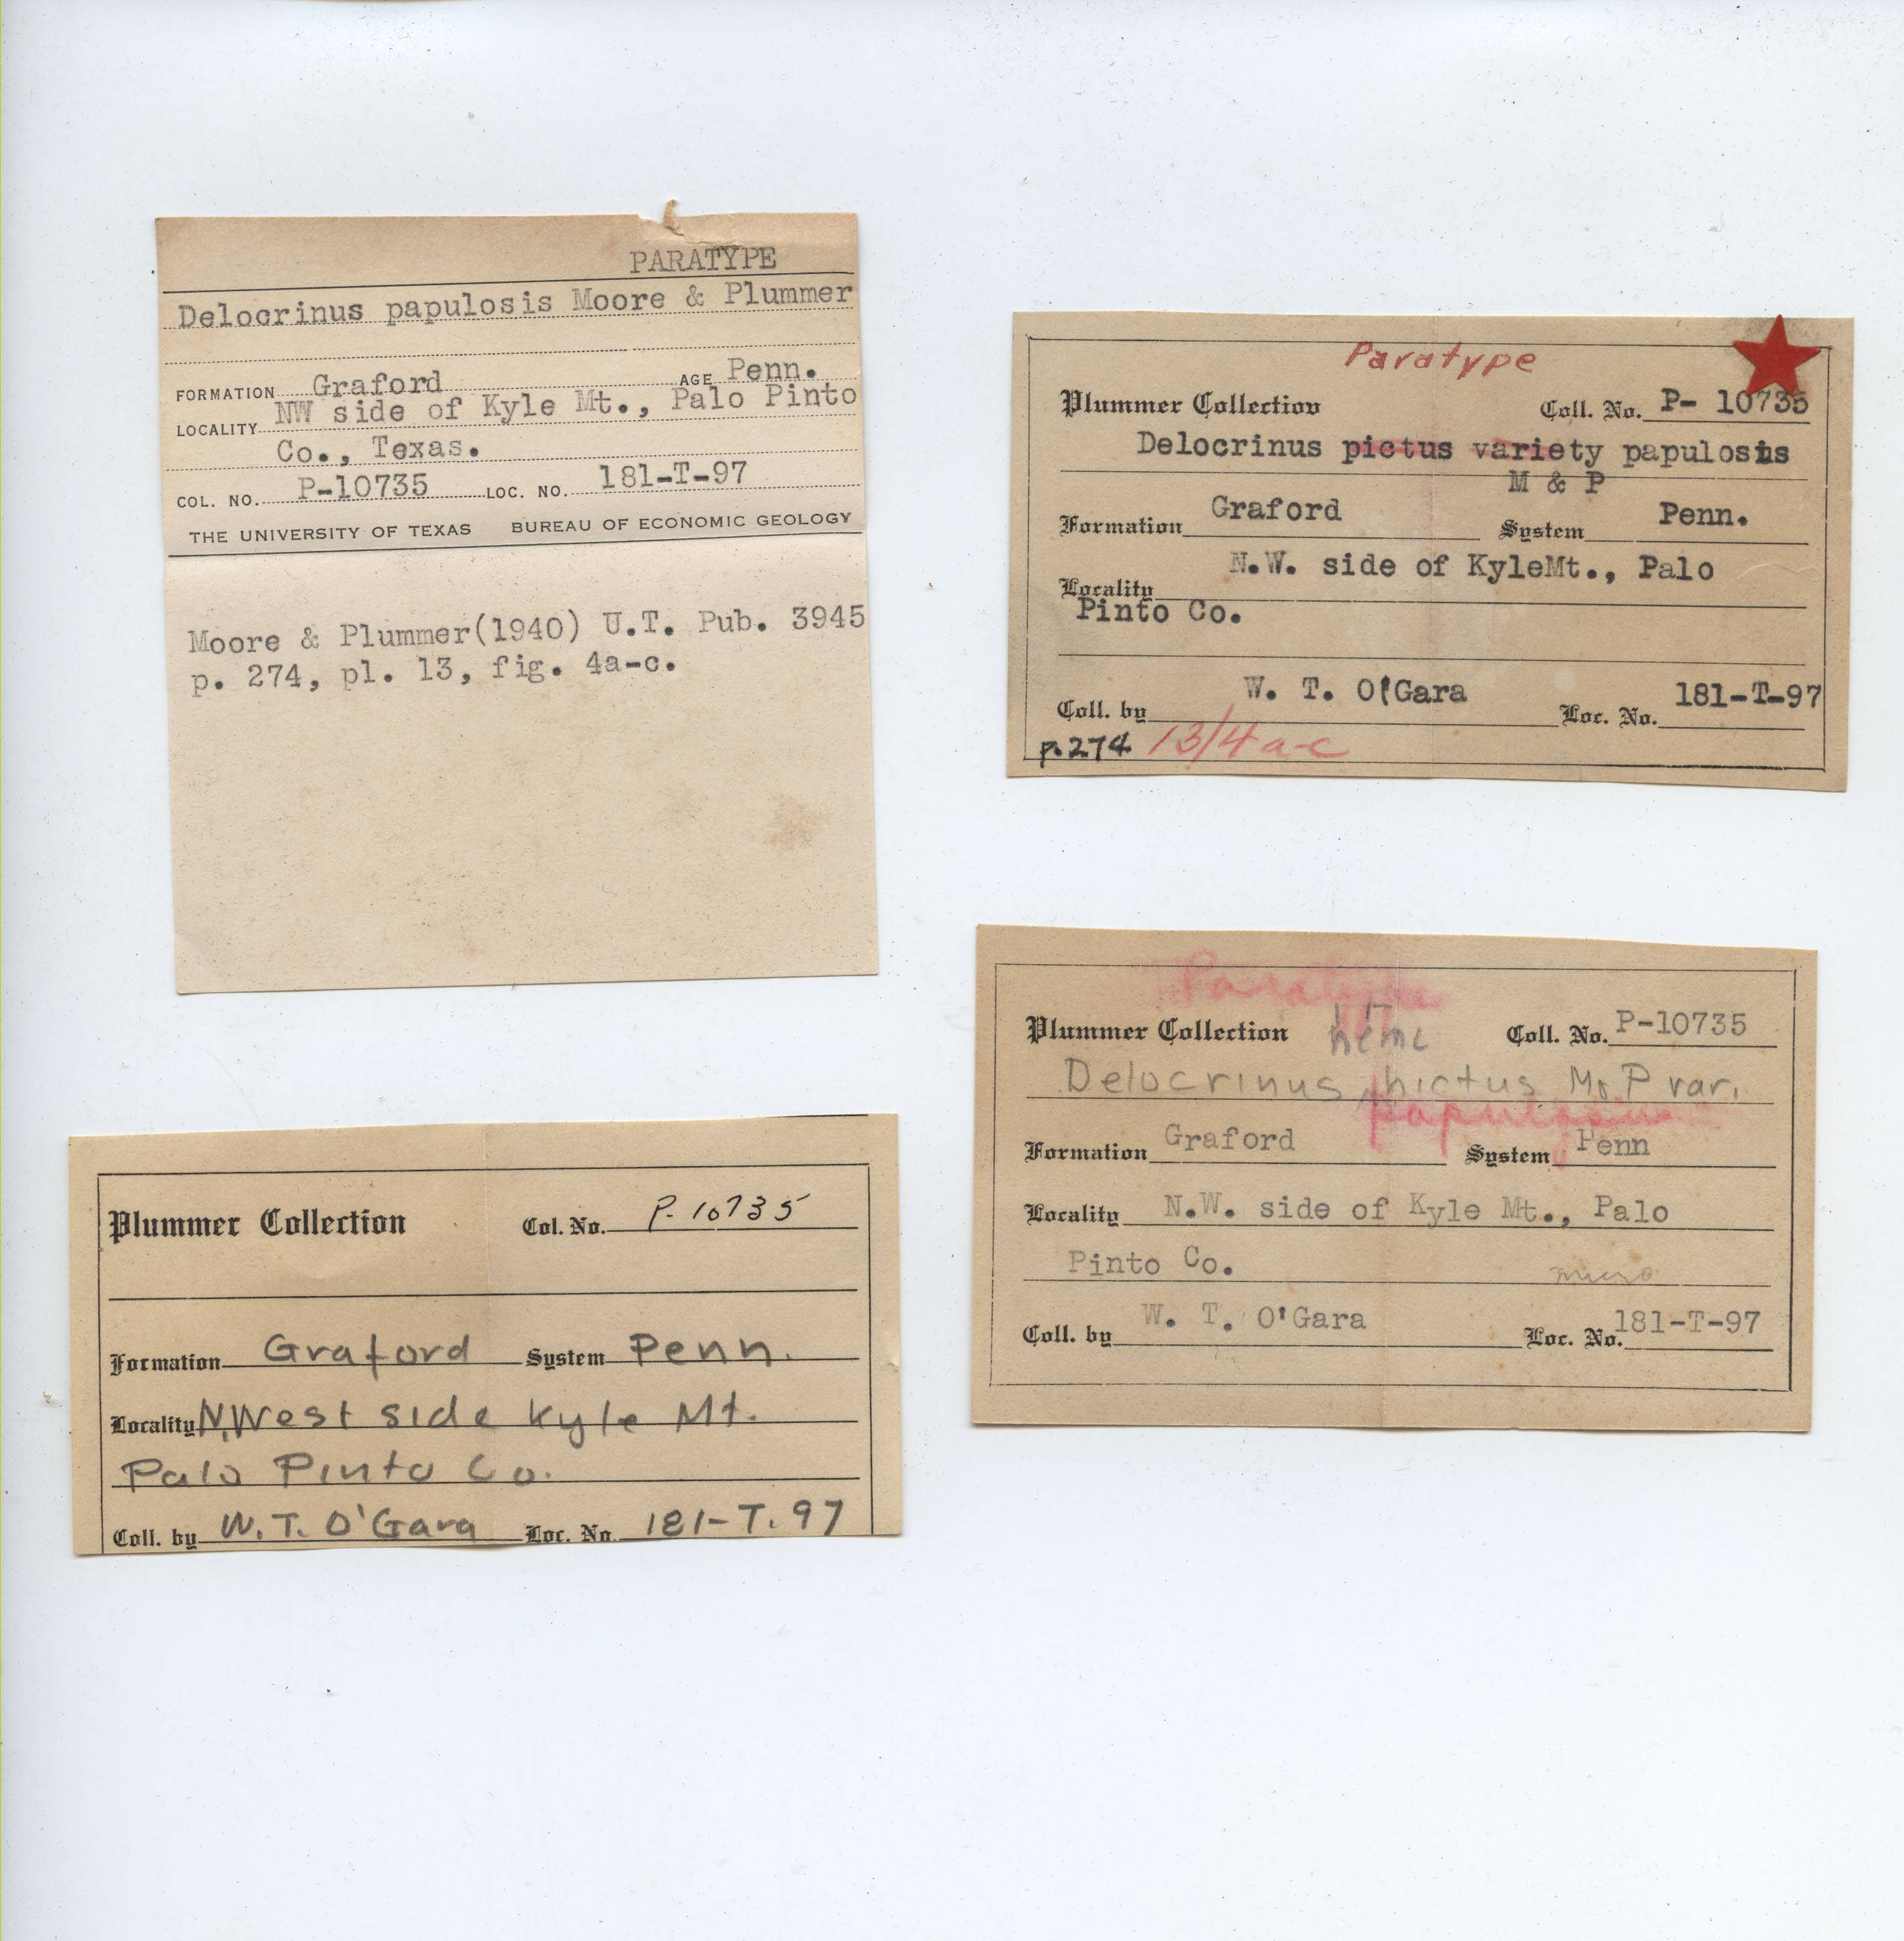 PARATYPE
Delocrinus papulosis Moore & Plummer
FORMATION Graford AGE Penn.
LOCALITY NW side of Kyle Mt., Palo Pinto
Co., Texas.
COL. NO. P-10735 LOC. NO. 181-T-97
THE UNIVERSITY OF TEXAS BUREAU OF ECONOMIC GEOLOGY
Moore & Plummer(1940) U.T. Pub. 3945
p. 274, pl. 13, fig. 4a-c.
Paratype
Plummer Collection Coll. No. P- 10735
Delocrinus pictus variety papulosis
M & P
Formation Graford System Penn.
Locality N.W. side of KyleMt., Palo
Pinto Co.
Coll. by W. T. O'Gara Loc. No. 181-T-97
p. 274 13/4 a-c
Plummer Collection Col. No. P-10735
Formation Graford System Penn.
Locality N.West side Kyle Mt.
Palo Pinto Co.
Coll. by W.T. O'Gara Loc. No. 181-T.97
Paratype
Plummer Collection Coll. No. P-10735
Delocrinus pictus M & P var.
Formation Graford System Penn
Locality N.W. side of Kyle Mt., Palo
Pinto Co.
Coll. by W. T. O'Gara Loc. No. 181-T-97